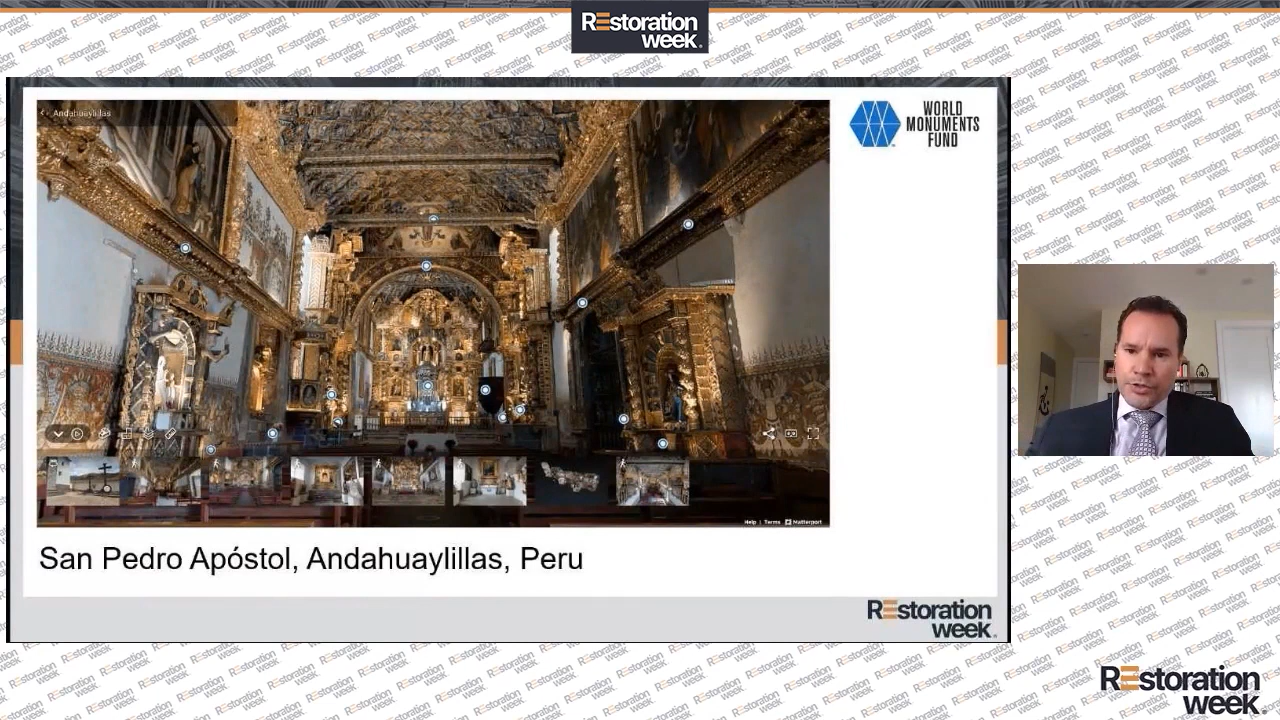 REstoration
week.
Andahuaylillas
WORLD
MONUMENTS
FUND
Help | Terms Matterport
San Pedro Apóstol, Andahuaylillas, Peru
REstoration
week.
REstoration
week.